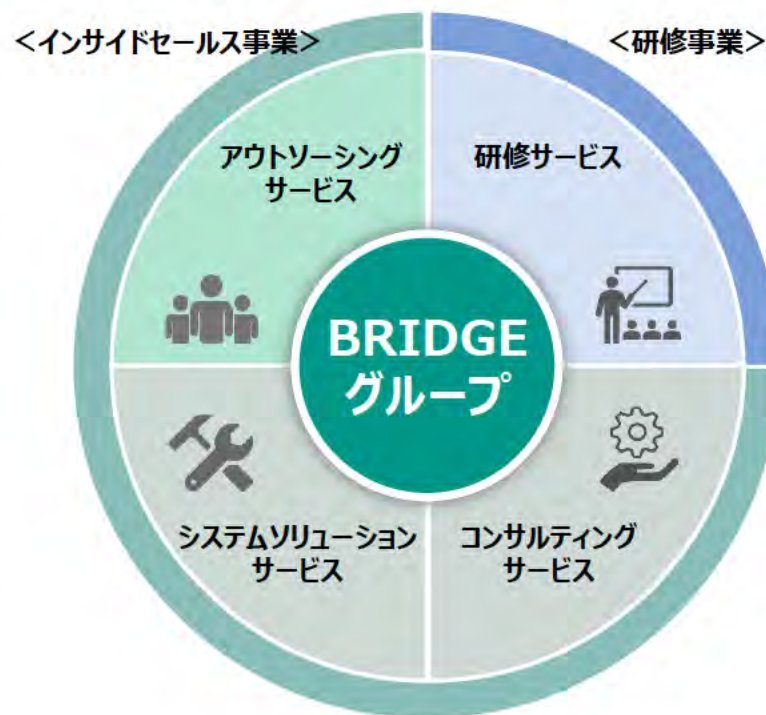 ＜インサイドセールス事業＞
＜研修事業＞
アウトソーシング
サービス
研修サービス
BRIDGE
グループ
システムソリューション
サービス
コンサルティング
サービス